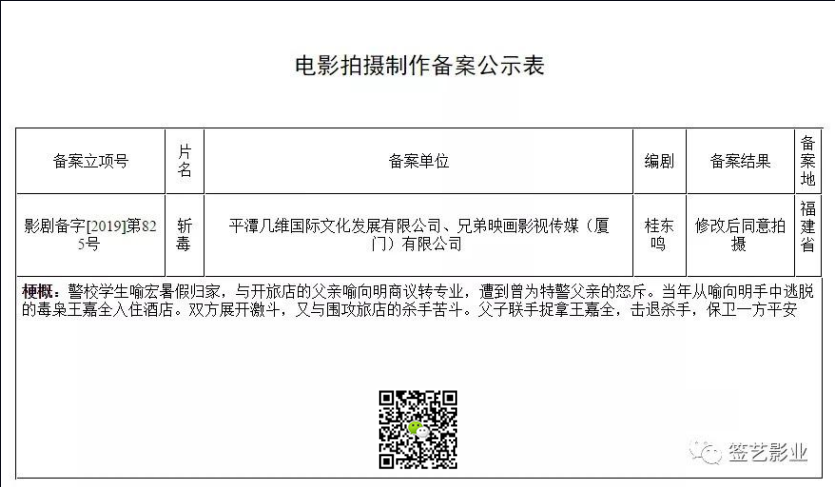 电影拍摄制作备案公示表
备案立项号
片
名
备案单位
编剧
备案结果
备
案
地
影剧备字[2019]第82
5号
斩
毒
平潭几维国际文化发展有限公司、兄弟映画影视传媒（厦
门）有限公司
桂东
鸣
修改后同意拍
摄
福
建
省
梗概：警校学生喻宏暑假归家，与开旅店的父亲喻向明商议转专业，遭到曾为特警父亲的怒斥。当年从喻向明手中逃脱
的毒枭王嘉全入住酒店。双方展开激斗，又与围攻旅店的杀手苦斗。父子联手捉拿王嘉全，击退杀手，保卫一方平安
签艺影业